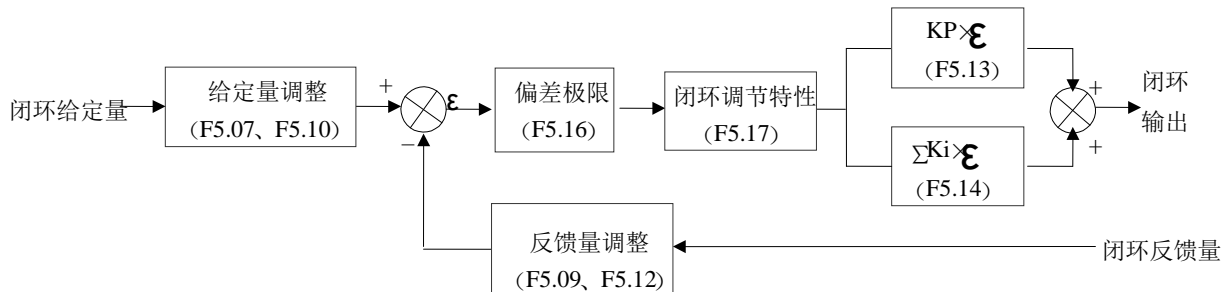 闭环给定量
给定量调整
(F5.07、F5.10)
+
−
ε
偏差极限
(F5.16)
闭环调节特性
(F5.17)
KP×ε
(F5.13)
∑Ki×ε
(F5.14)
+
+
闭环
输出
反馈量调整
(F5.09、F5.12)
闭环反馈量